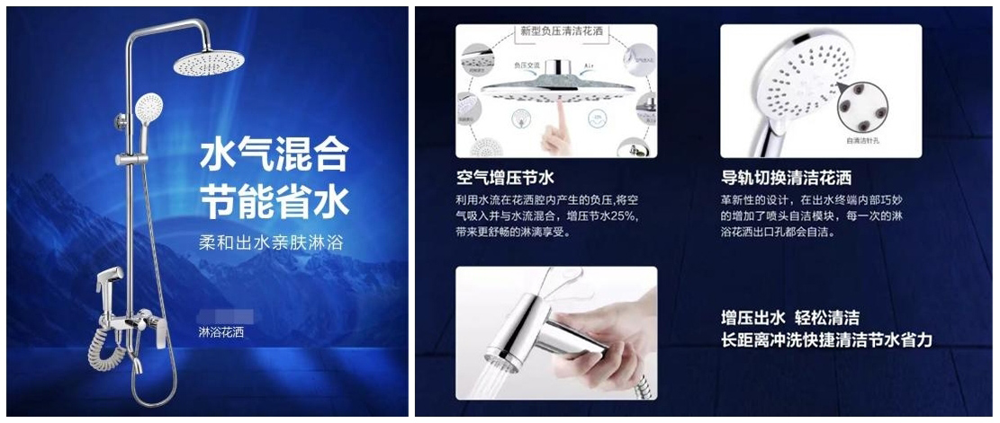 水气混合
节能省水
柔和出水亲肤淋浴
淋浴花洒
新型负压清洁花洒
负压交流
Air
自清洁针孔
空气增压节水
利用水流在花洒腔内产生的负压,将空
气吸入并与水流混合，增压节水25%,
带来更舒畅的淋漓享受。
导轨切换清洁花洒
革新性的设计，在出水终端内部巧妙
的增加了喷头自洁模块，每一次的淋
浴花洒出口孔都会自洁。
增压出水 轻松清洁
长距离冲洗快捷清洁节水省力